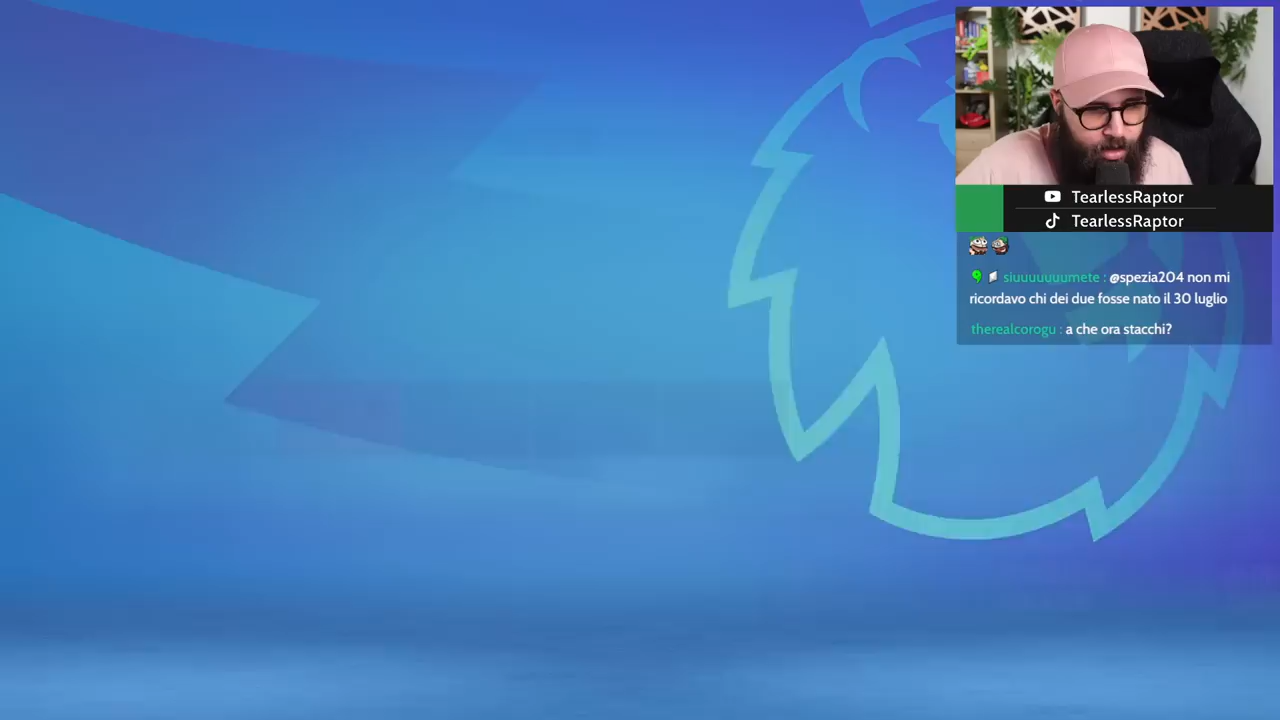 TearlessRaptor
TearlessRaptor
siuuuuuuumete : @spezia204 non mi
ricordavo chi dei due fosse nato il 30 luglio
therealcorogu : a che ora stacchi?